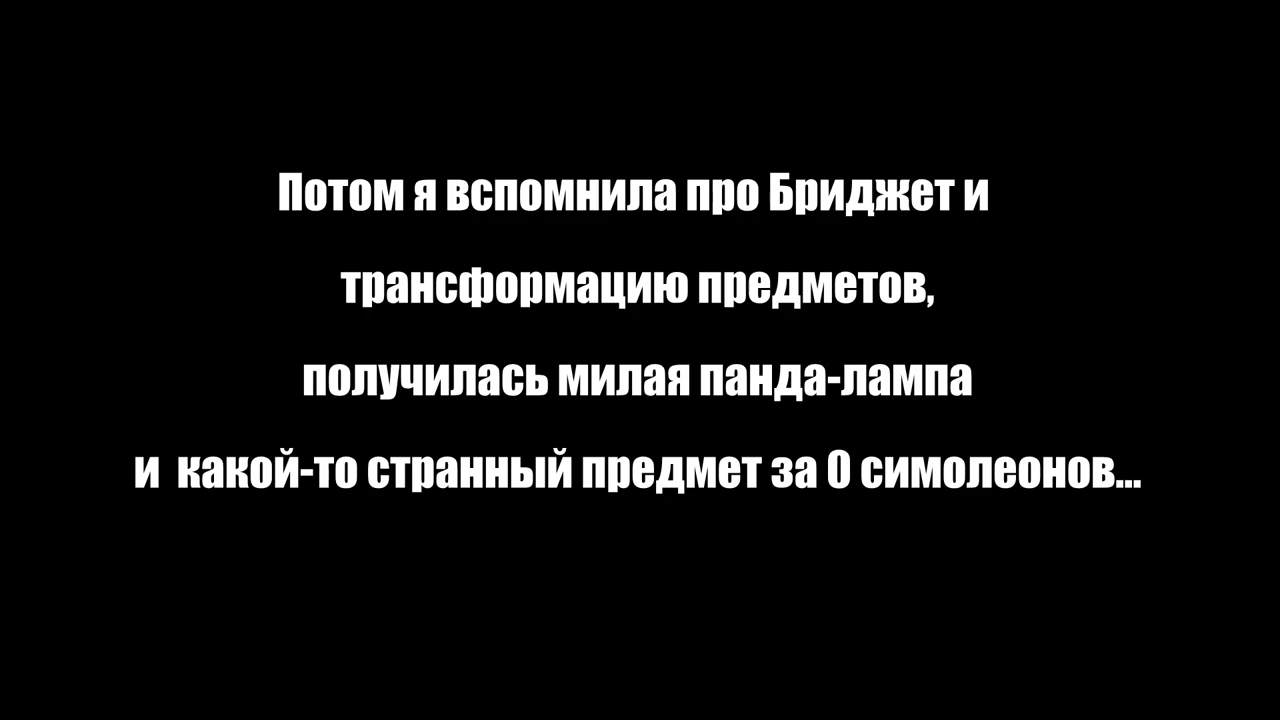 Потом я вспомнила про Бриджет и
трансформацию предметов,
получилась милая панда-лампа
и  какой-то странный предмет за 0 симолеонов...